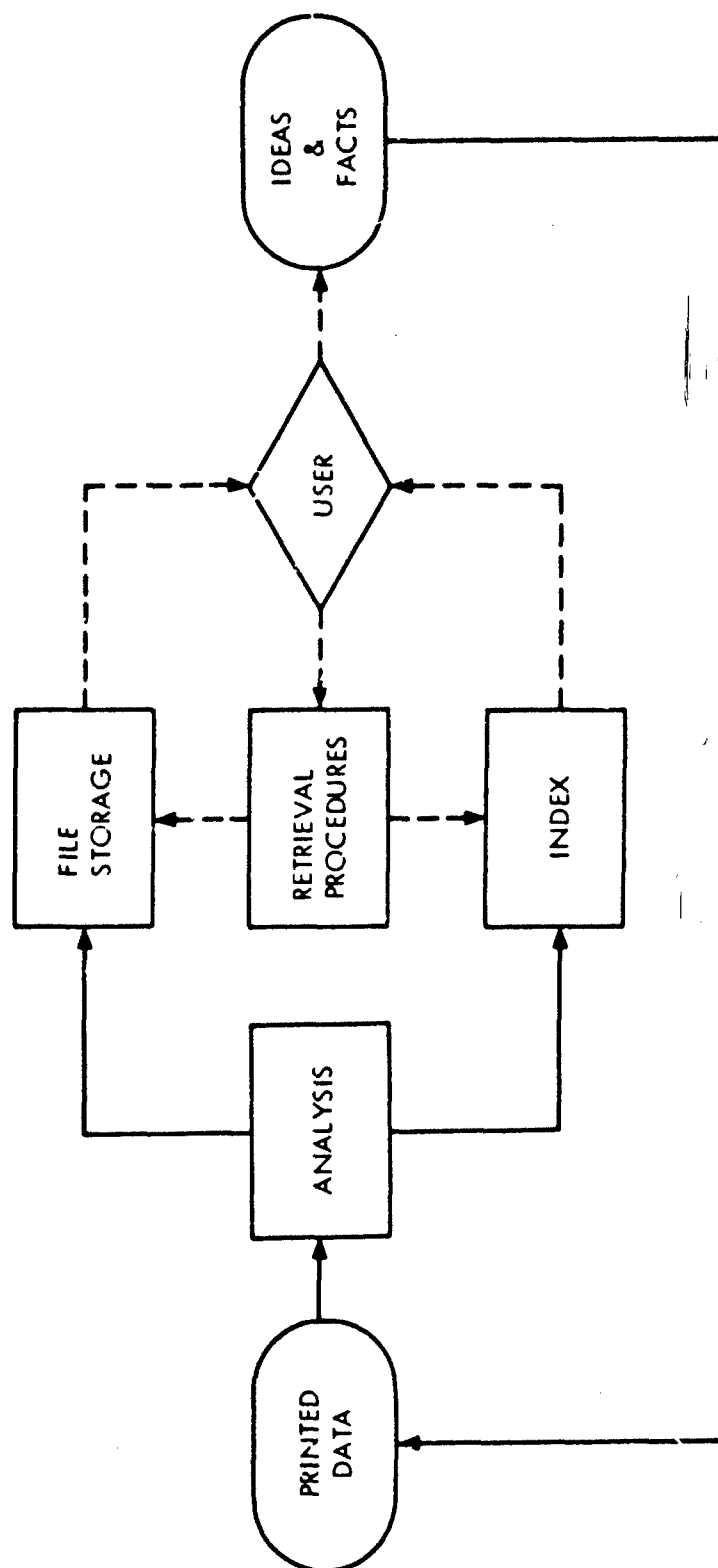 PRINTED
DATA
ANALYSIS
FILE
STORAGE
RETRIEVAL
PROCEDURES
INDEX
USER
IDEAS
&
FACTS